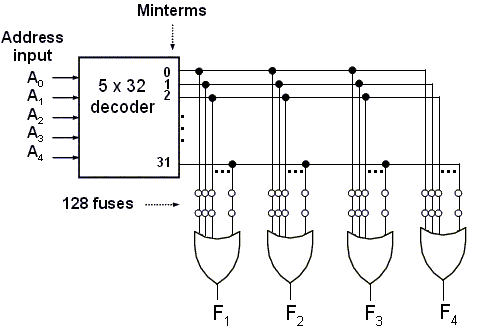 Minterms
Address
input
A0
A1
A2
A3
A4
5 x 32
decoder
0
1
2
31
128 fuses
F1 F2 F3 F4